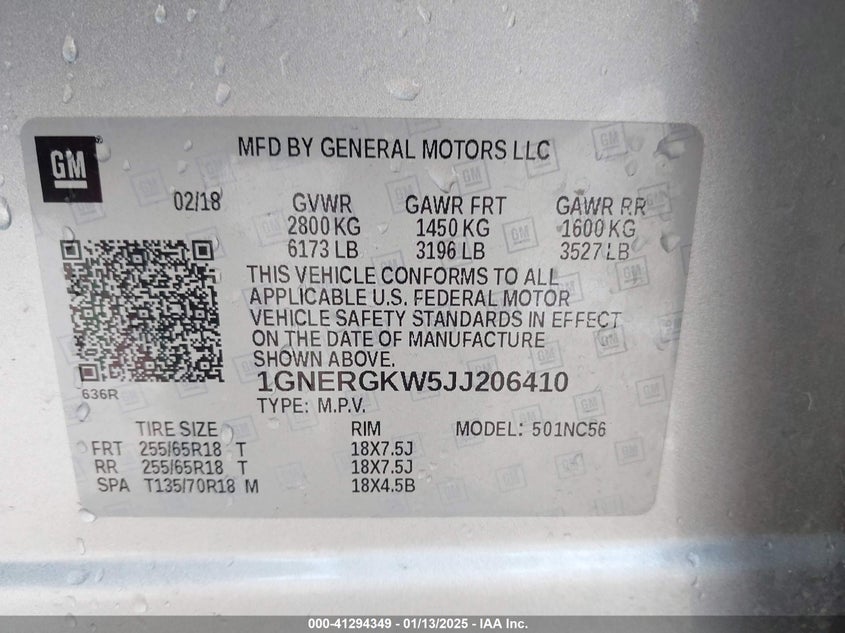 GM
MFD BY GENERAL MOTORS LLC
02/18 GVWR GAWR FRT GAWR RR
2800 KG 1450 KG 1600 KG
6173 LB 3196 LB 3527 LB
THIS VEHICLE CONFORMS TO ALL
APPLICABLE U.S. FEDERAL MOTOR
VEHICLE SAFETY STANDARDS IN EFFECT
ON THE DATE OF MANUFACTURE
SHOWN ABOVE.
1GNERGKW5JJ206410
636R
TYPE: M.P.V.
TIRE SIZE RIM MODEL: 501NC56
FRT 255/65R18 T 18X7.5J
RR 255/65R18 T 18X7.5J
SPA T135/70R18 M 18X4.5B
000-41294349 - 01/13/2025 - IAA Inc.